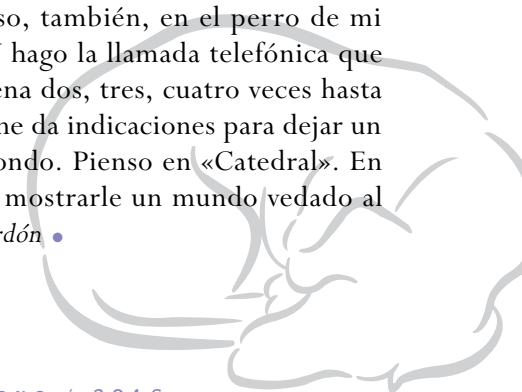 so, también, en el perro de mi
hago la llamada telefónica que
ena dos, tres, cuatro veces hasta
me da indicaciones para dejar un
ondo. Pienso en «Catedral». En
mostrarle un mundo vedado al
rdón •